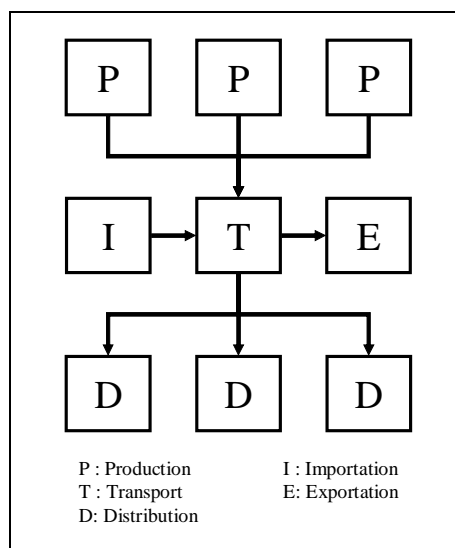 P P P
I T E
D D D
P : Production I : Importation
T : Transport E: Exportation
D: Distribution